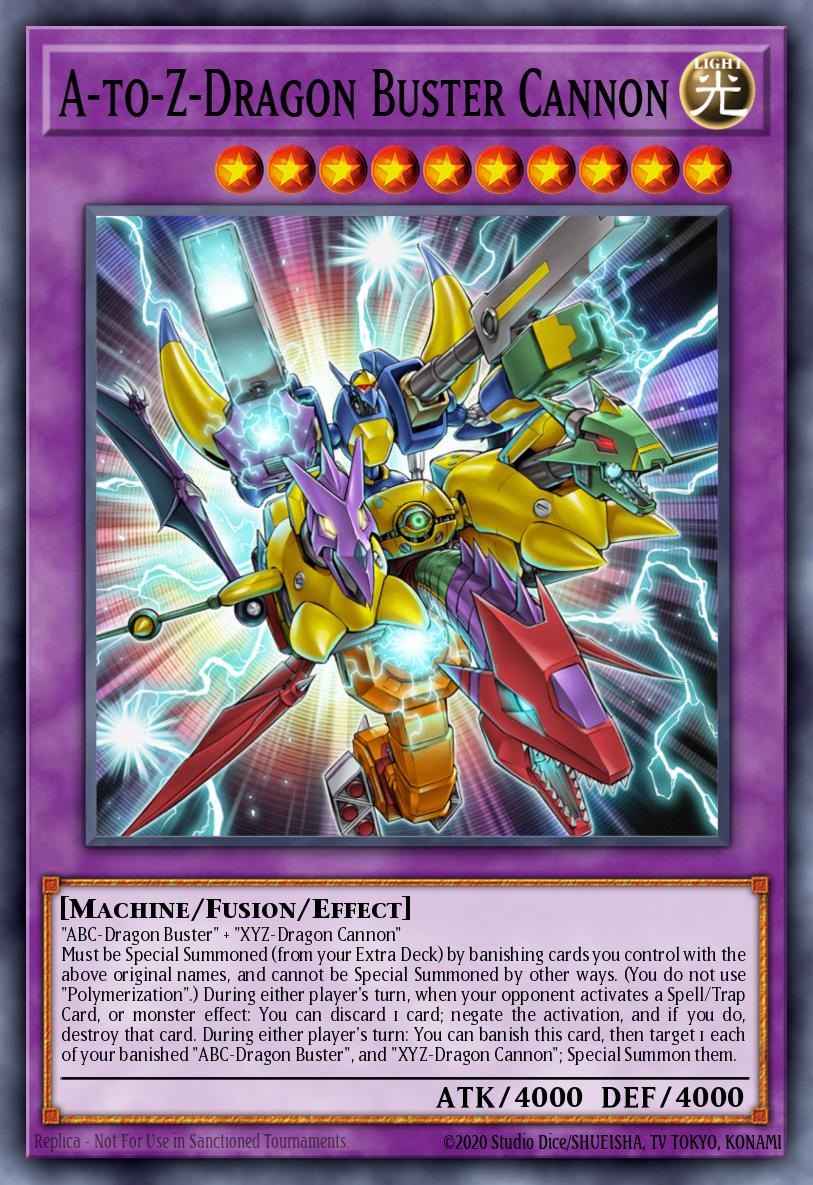 A-to-Z-Dragon Buster Cannon
LIGHT
光
[Machine/Fusion/Effect]
"ABC-Dragon Buster" + "XYZ-Dragon Cannon"
Must be Special Summoned (from your Extra Deck) by banishing cards you control with the
above original names, and cannot be Special Summoned by other ways. (You do not use
"Polymerization".) During either player's turn, when your opponent activates a Spell/Trap
Card, or monster effect: You can discard 1 card; negate the activation, and if you do,
destroy that card. During either player's turn: You can banish this card, then target 1 each
of your banished "ABC-Dragon Buster", and "XYZ-Dragon Cannon"; Special Summon them.
ATK/4000 DEF/4000
Replica - Not For Use in Sanctioned Tournaments.
©2020 Studio Dice/SHUEISHA, TV TOKYO, KONAMI